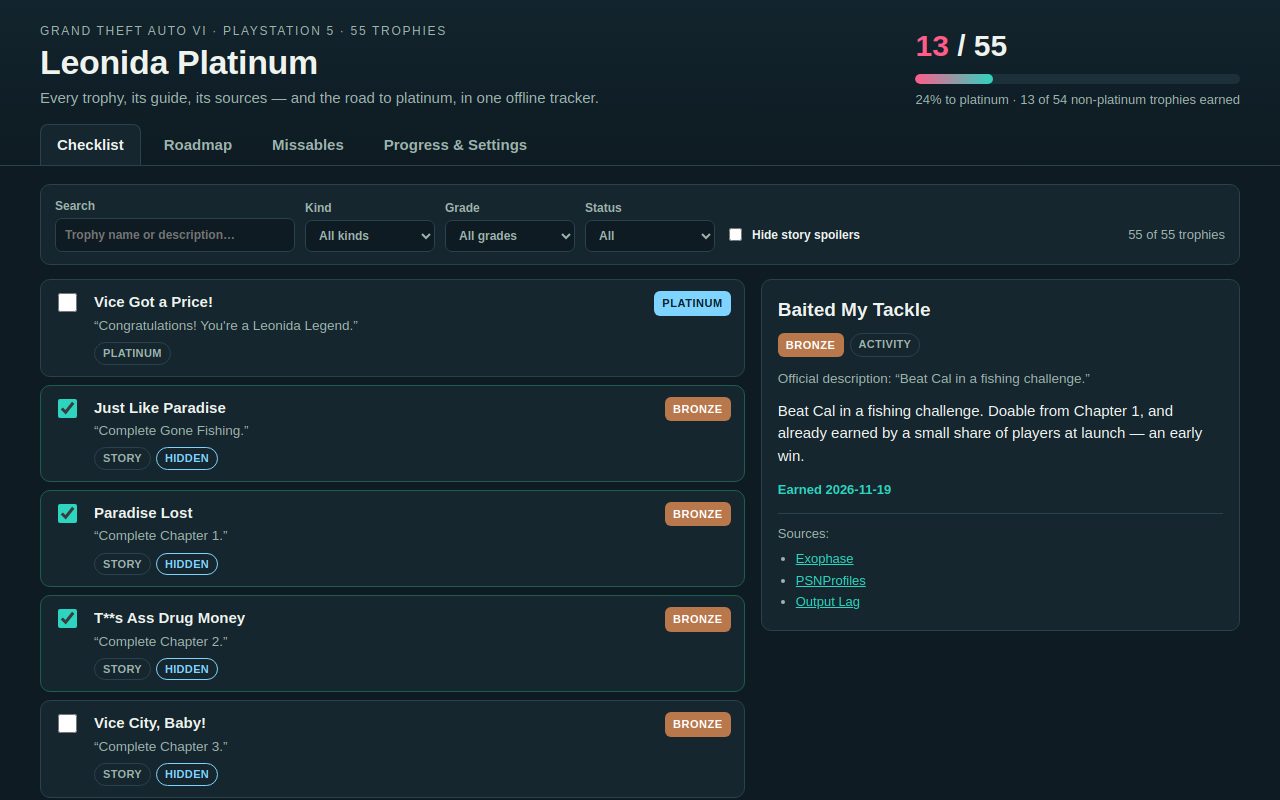 GRAND THEFT AUTO VI · PLAYSTATION 5 · 55 TROPHIES
Leonida Platinum
Every trophy, its guide, its sources — and the road to platinum, in one offline tracker.
13 / 55
24% to platinum · 13 of 54 non-platinum trophies earned
Checklist
Roadmap
Missables
Progress & Settings
Search
Trophy name or description…
Kind
All kinds
Grade
All grades
Status
All
Hide story spoilers
55 of 55 trophies
Vice Got a Price!
PLATINUM
“Congratulations! You're a Leonida Legend.”
PLATINUM
Just Like Paradise
BRONZE
“Complete Gone Fishing.”
STORY
HIDDEN
Paradise Lost
BRONZE
“Complete Chapter 1.”
STORY
HIDDEN
T**s Ass Drug Money
BRONZE
“Complete Chapter 2.”
STORY
HIDDEN
Vice City, Baby!
BRONZE
“Complete Chapter 3.”
STORY
HIDDEN
Baited My Tackle
BRONZE
ACTIVITY
Official description: “Beat Cal in a fishing challenge.”
Beat Cal in a fishing challenge. Doable from Chapter 1, and
already earned by a small share of players at launch — an early
win.
Earned 2026-11-19
Sources:
Exophase
PSNProfiles
Output Lag